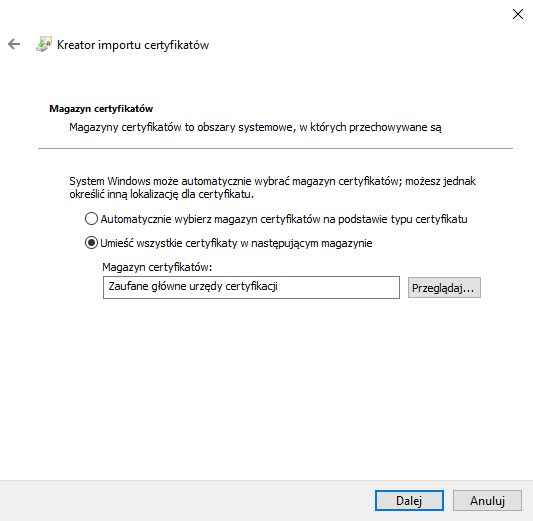 Kreator importu certyfikatów
Magazyn certyfikatów
Magazyny certyfikatów to obszary systemowe, w których przechowywane są
System Windows może automatycznie wybrać magazyn certyfikatów; możesz jednak
określić inną lokalizację dla certyfikatu.
Automatycznie wybierz magazyn certyfikatów na podstawie typu certyfikatu
Umieść wszystkie certyfikaty w następującym magazynie
Magazyn certyfikatów:
Zaufane główne urzędy certyfikacji
Przeglądaj...
Dalej
Anuluj